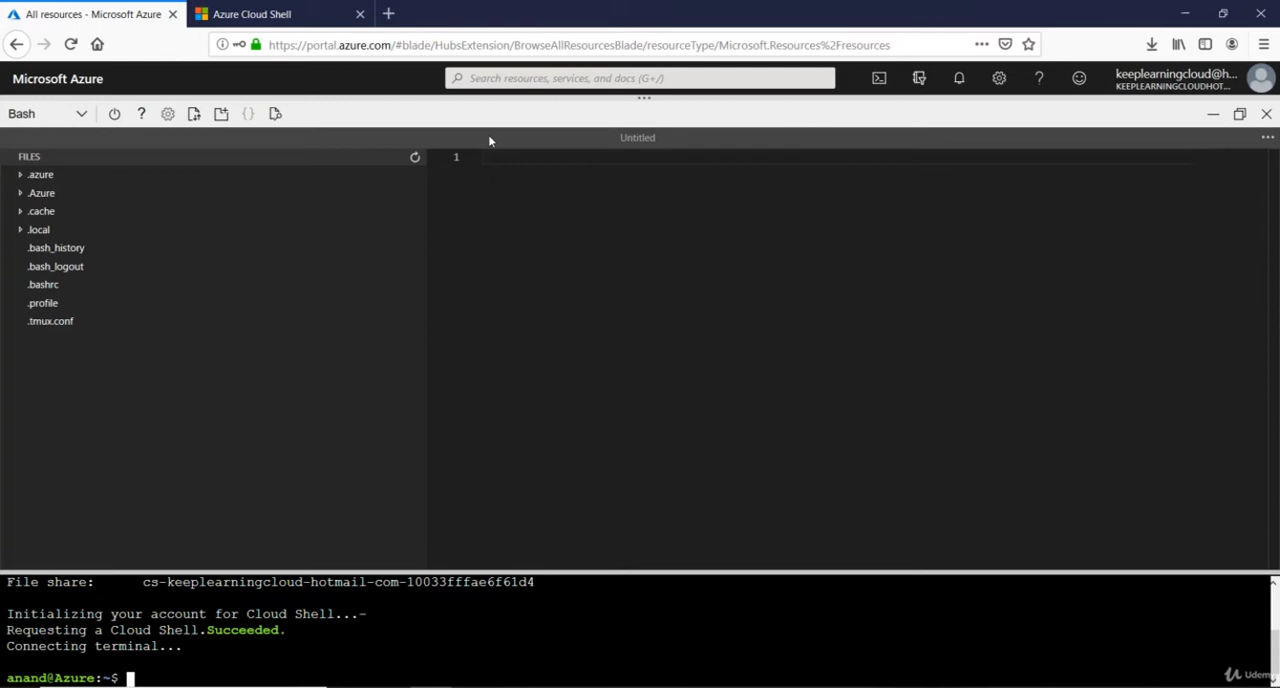 All resources - Microsoft Azure
Azure Cloud Shell
https://portal.azure.com/#blade/HubsExtension/BrowseAllResourcesBlade/resourceType/Microsoft.Resources%2Fresources
Microsoft Azure
Search resources, services, and docs (G+/)
keeplearningcloud@h...
KEEPLEARNINGCLOUDHOT...
Bash
Untitled
FILES
1
.azure
.Azure
.cache
.local
.bash_history
.bash_logout
.bashrc
.profile
.tmux.conf
File share: cs-keeplearningcloud-hotmail-com-10033fffae6f61d4
Initializing your account for Cloud Shell...-
Requesting a Cloud Shell.Succeeded.
Connecting terminal...
anand@Azure:~$
Udemy